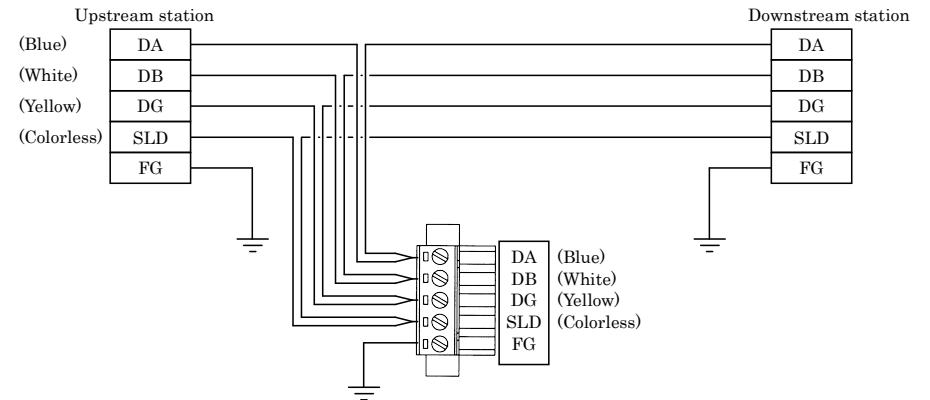 Upstream station
Downstream station
(Blue) DA
(White) DB
(Yellow) DG
(Colorless) SLD
FG
DA
DB
DG
SLD
FG
DA (Blue)
DB (White)
DG (Yellow)
SLD (Colorless)
FG